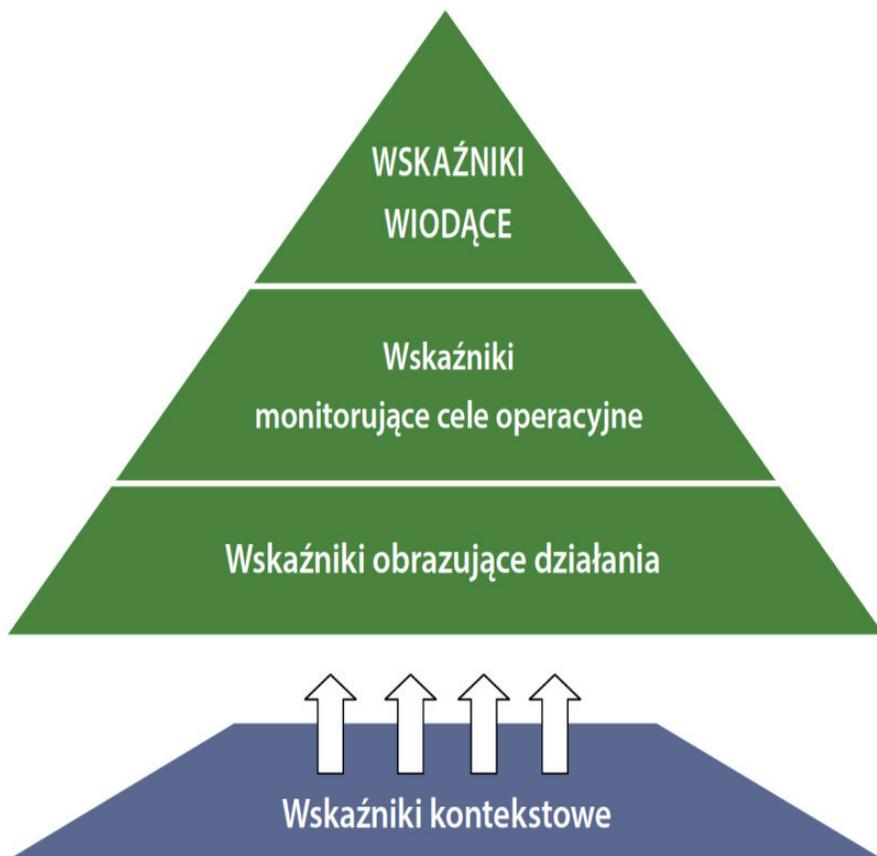 WSKAŹNIKI
WIODĄCE
Wskaźniki
monitorujące cele operacyjne
Wskaźniki obrazujące działania
Wskaźniki kontekstowe